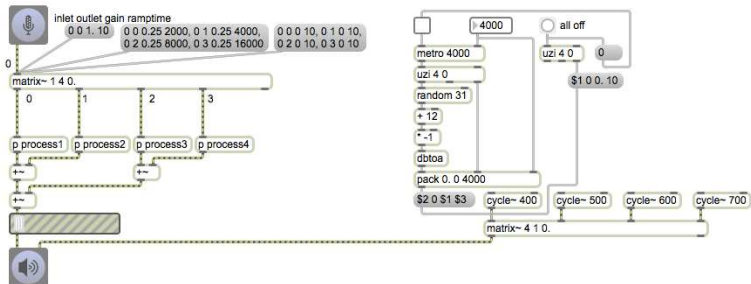 inlet outlet gain ramptime
0 0 1. 10
0 0 0.25 2000, 0 1 0.25 4000,
0 2 0.25 8000, 0 3 0.25 16000
0 0 0 10, 0 1 0 10,
0 2 0 10, 0 3 0 10
0
matrix~ 1 4 0.
0 1 2 3
p process1 p process2 p process3 p process4
+~ +~
+~
4000
all off
metro 4000
uzi 4 0
0
uzi 4 0
$1 0 0. 10
random 31
+ 12
* -1
dbtoa
pack 0. 0 4000
$2 0 $1 $3
cycle~ 400 cycle~ 500 cycle~ 600 cycle~ 700
matrix~ 4 1 0.